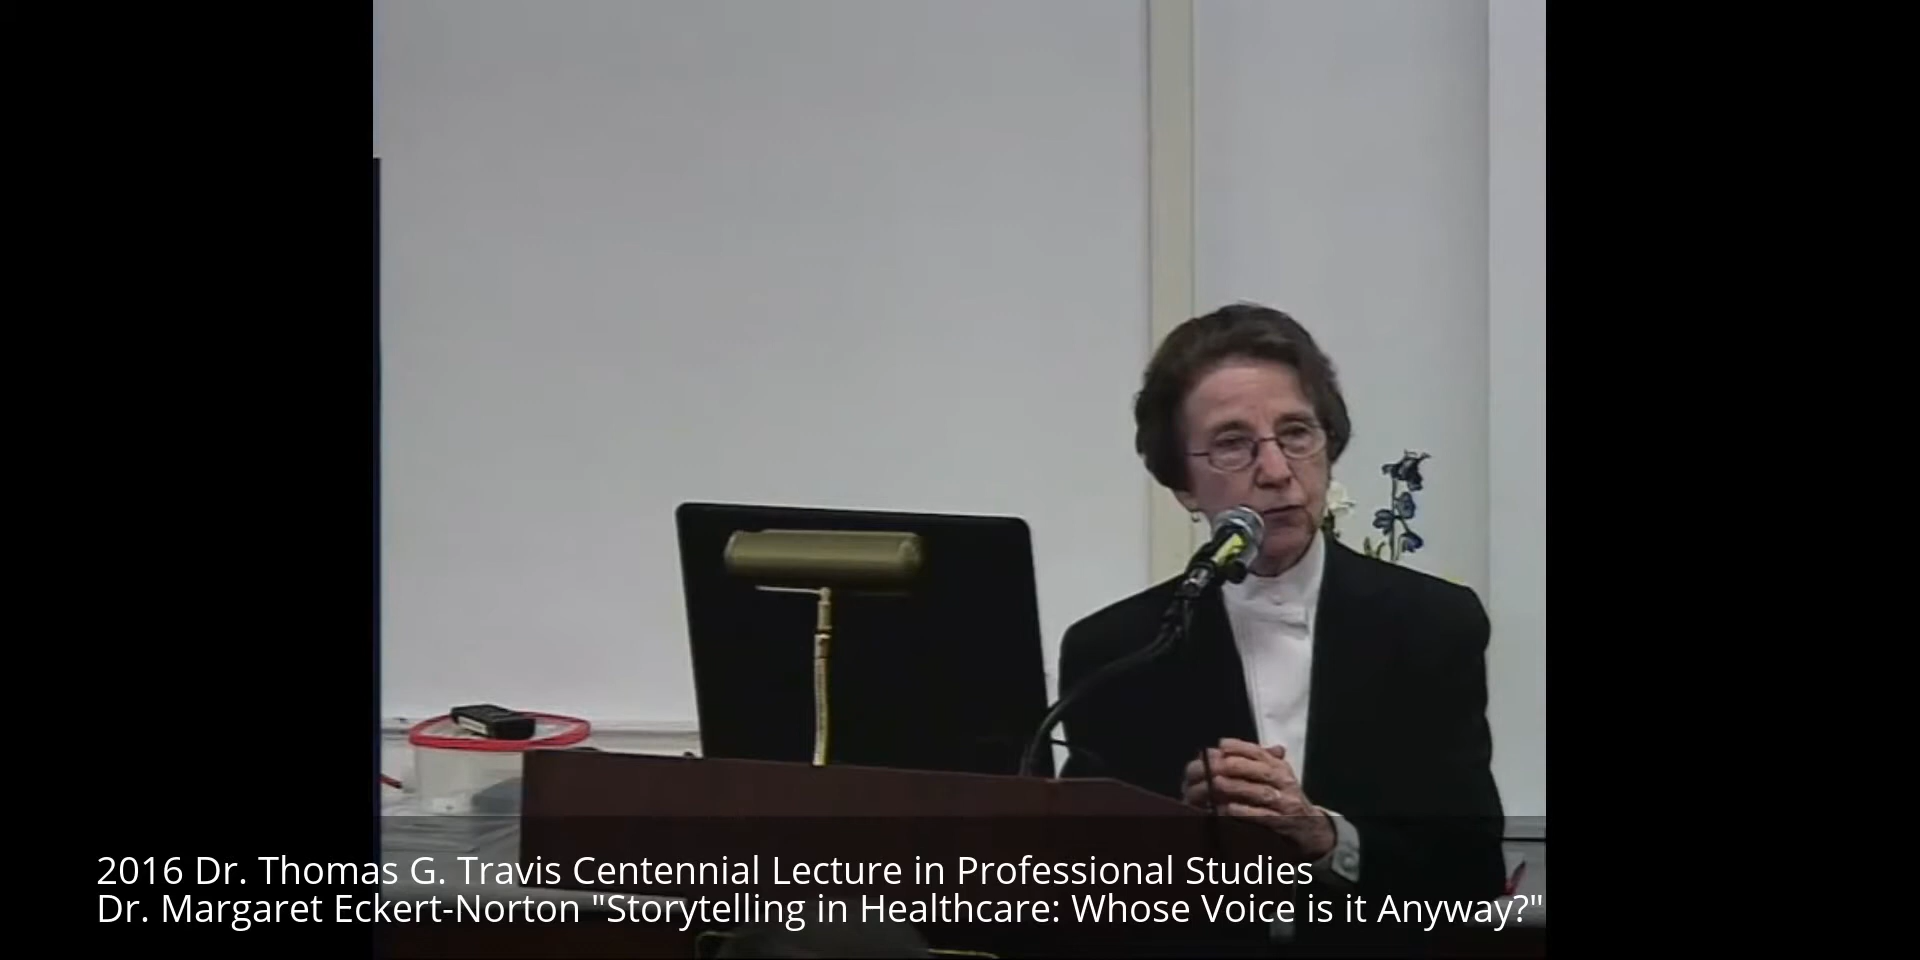 2016 Dr. Thomas G. Travis Centennial Lecture in Professional Studies
Dr. Margaret Eckert-Norton "Storytelling in Healthcare: Whose Voice is it Anyway?"